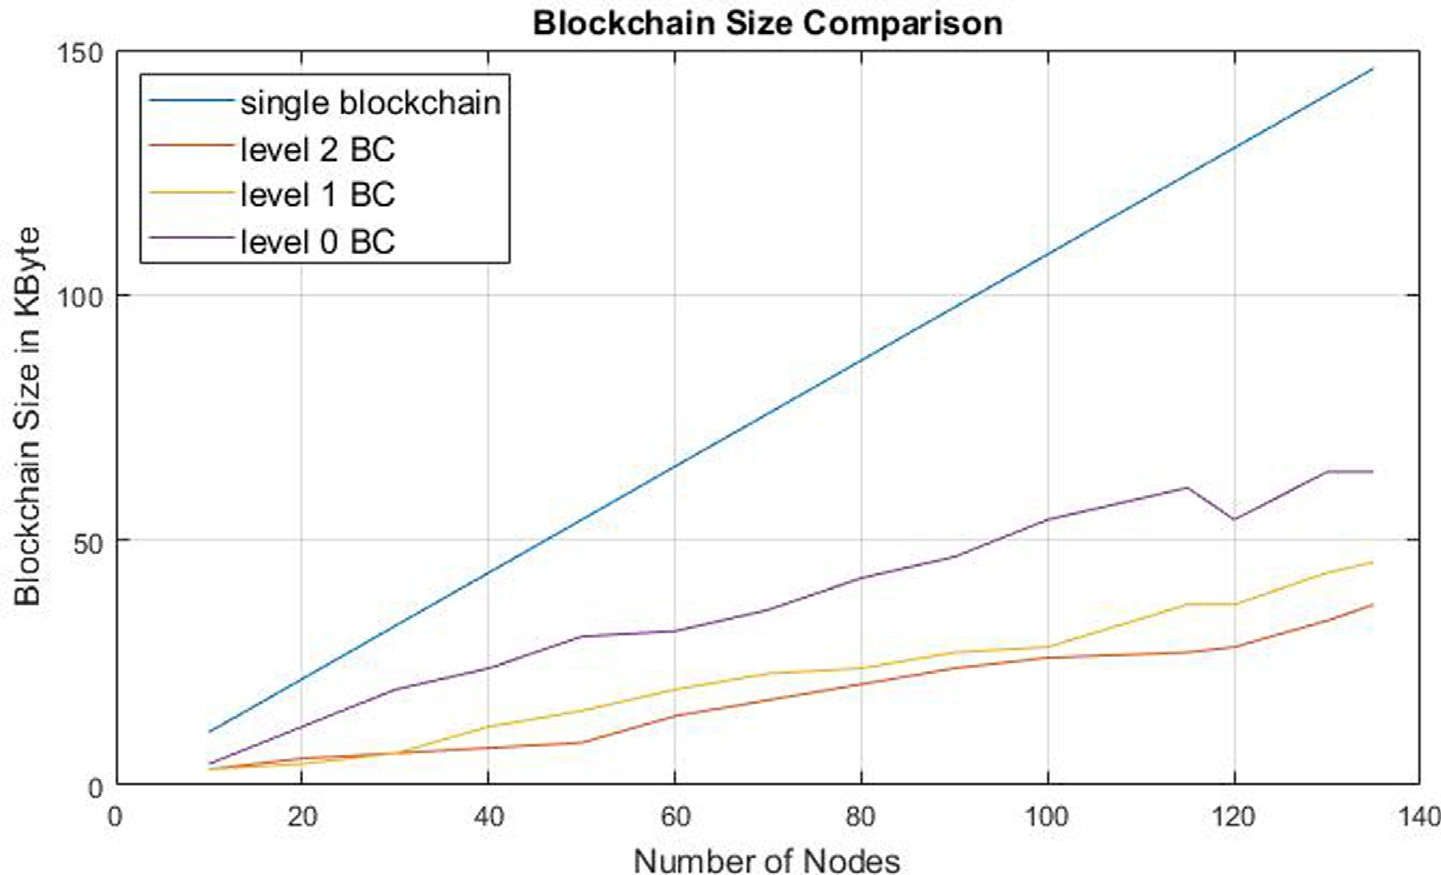 Blockchain Size Comparison
150
single blockchain
level 2 BC
level 1 BC
level 0 BC
100
50
0
Blockchain Size in KByte
0 20 40 60 80 100 120 140
Number of Nodes